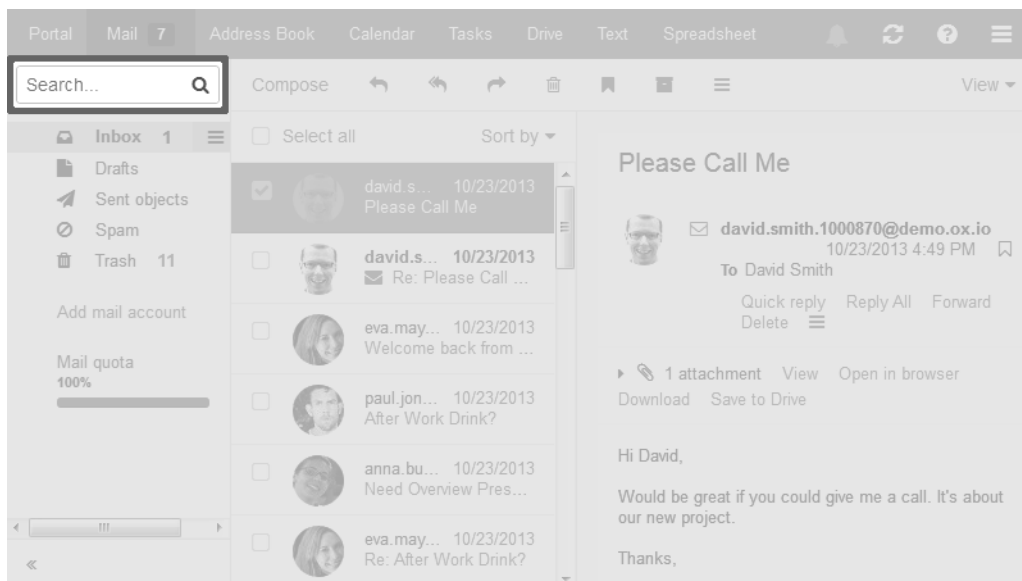 Portal Mail 7 Address Book Calendar Tasks Drive Text Spreadsheet
Search...
Compose
View
Inbox 1
Drafts
Sent objects
Spam
Trash 11
Add mail account
Mail quota
100%
Select all Sort by
david.s... 10/23/2013
Please Call Me
david.s... 10/23/2013
Re: Please Call ...
eva.may... 10/23/2013
Welcome back from ...
paul.jon... 10/23/2013
After Work Drink?
anna.bu... 10/23/2013
Need Overview Pres...
eva.may... 10/23/2013
Re: After Work Drink?
Please Call Me
david.smith.1000870@demo.ox.io
10/23/2013 4:49 PM
To David Smith
Quick reply Reply All Forward
Delete
1 attachment View Open in browser
Download Save to Drive
Hi David,
Would be great if you could give me a call. It's about
our new project.
Thanks,